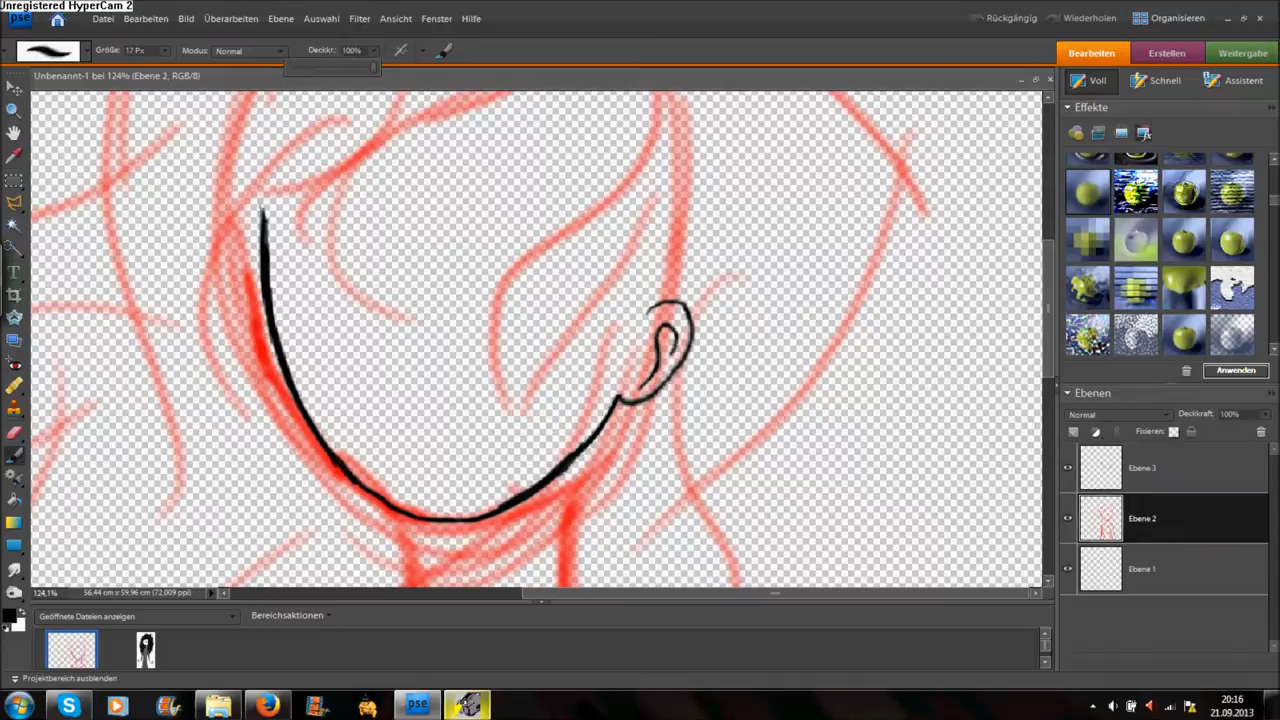 Unregistered HyperCam 2
pse
Datei Bearbeiten Bild Überarbeiten Ebene Auswahl Filter Ansicht Fenster Hilfe
Rückgängig Wiederholen Organisieren
Größe: 17 Px Modus: Normal Deckkr.: 100%
Bearbeiten Erstellen Weitergabe
Unbenannt-1 bei 124% (Ebene 2, RGB/8)
Voll Schnell Assistent
Effekte
Anwenden
Ebenen
Normal Deckkraft: 100%
Fixieren:
Ebene 3
Ebene 2
Ebene 1
124,1% 56,44 cm x 59,96 cm (72,009 ppi)
Geöffnete Dateien anzeigen Bereichsaktionen
Projektbereich ausblenden
pse
20:16
21.09.2013